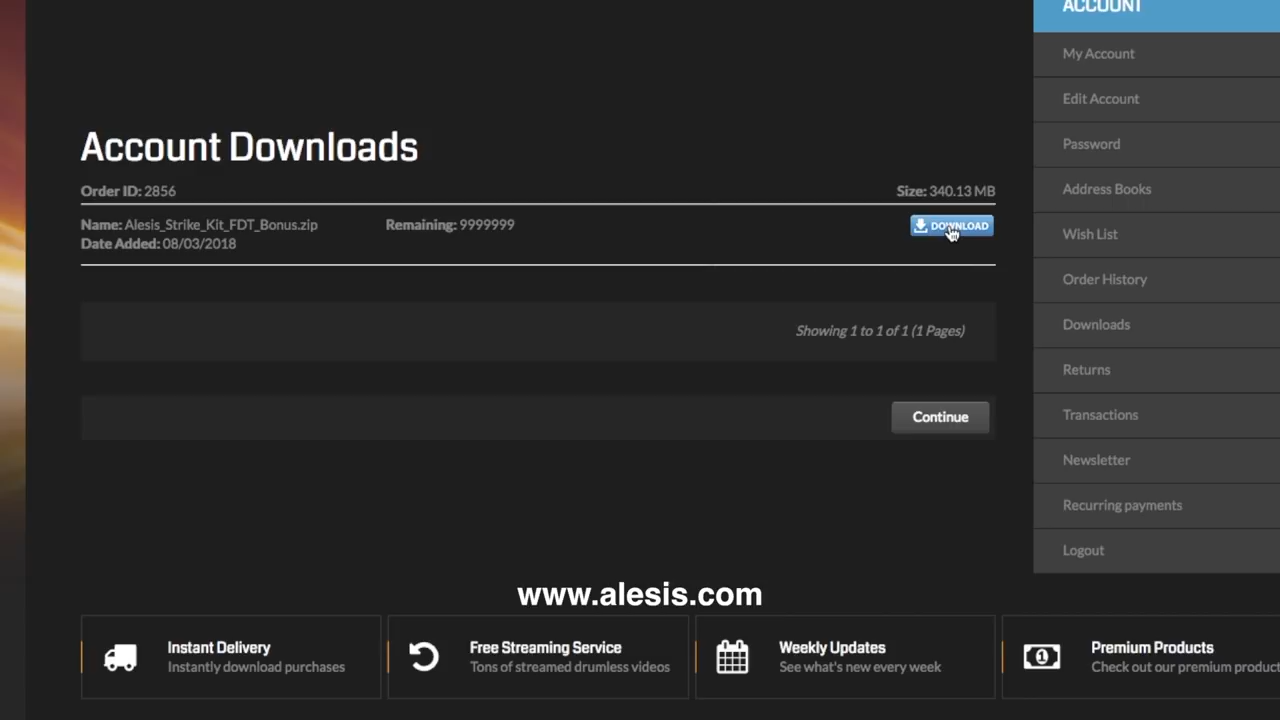 ACCOUNT
My Account
Edit Account
Password
Address Books
Wish List
Order History
Downloads
Returns
Transactions
Newsletter
Recurring payments
Logout
Account Downloads
Order ID: 2856 Size: 340.13 MB
Name: Alesis_Strike_Kit_FDT_Bonus.zip Remaining: 9999999 DOWNLOAD
Date Added: 08/03/2018
Showing 1 to 1 of 1 (1 Pages)
Continue
www.alesis.com
Instant Delivery
Instantly download purchases
Free Streaming Service
Tons of streamed drumless videos
Weekly Updates
See what's new every week
Premium Products
Check out our premium product